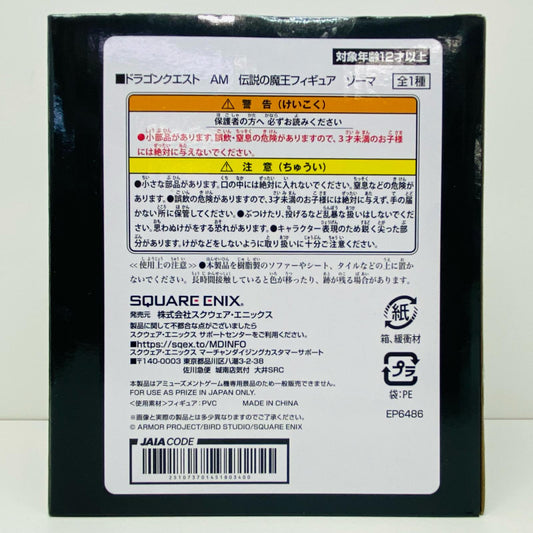 対象年齢12才以上
■ドラゴンクエスト AM 伝説の魔王フィギュア ゾーマ 全1種
警告(けいこく)
保護者の方へ 必ずお読みください
●小部品があります。誤飲・窒息の危険がありますので、3才未満のお子様
には絶対に与えないでください。
注意(ちゅうい)
●小さな部品があります。口の中には絶対に入れないでください。窒息などの危険が
あります。●誤飲の危険がありますので、3才未満のお子様には絶対に与えず、手の届
かない所に保管してください。●ぶつけたり、投げるなど乱暴な扱いはしないでくだ
さい。思わぬけがをする恐れがあります。●キャラクター表現のため鋭く尖った部
分があります。けがなどをしないように取り扱いに十分ご注意ください。
≪使用上の注意≫●本製品を樹脂製のソファーやシート、タイルなどの上に置か
ないでください。長時間接触していると色が移ったり、跡が残る場合があります。
SQUARE ENIX.
発売元 株式会社スクウェア・エニックス
製品に関して不都合な点がございましたら
スクウェア・エニックス サポートセンターをご利用ください。
■https://sqex.to/MDINFO
スクウェア・エニックス マーチャンダイジングカスタマーサポート
■〒140-0003 東京都品川区八潮3-2-38
佐川急便 城南店気付 大井SRC
本製品はアミューズメントゲーム機専用景品のため一般販売できません。
FOR USE AS PRIZE IN JAPAN ONLY.
<使用素材>フィギュア:PVC MADE IN CHINA
※画像と実際の製品とは多少異なりますのでご了承ください。
© ARMOR PROJECT/BIRD STUDIO/SQUARE ENIX
紙
箱、緩衝材
プラ
袋:PE
EP6486
JAIA CODE
2310737014S1803400